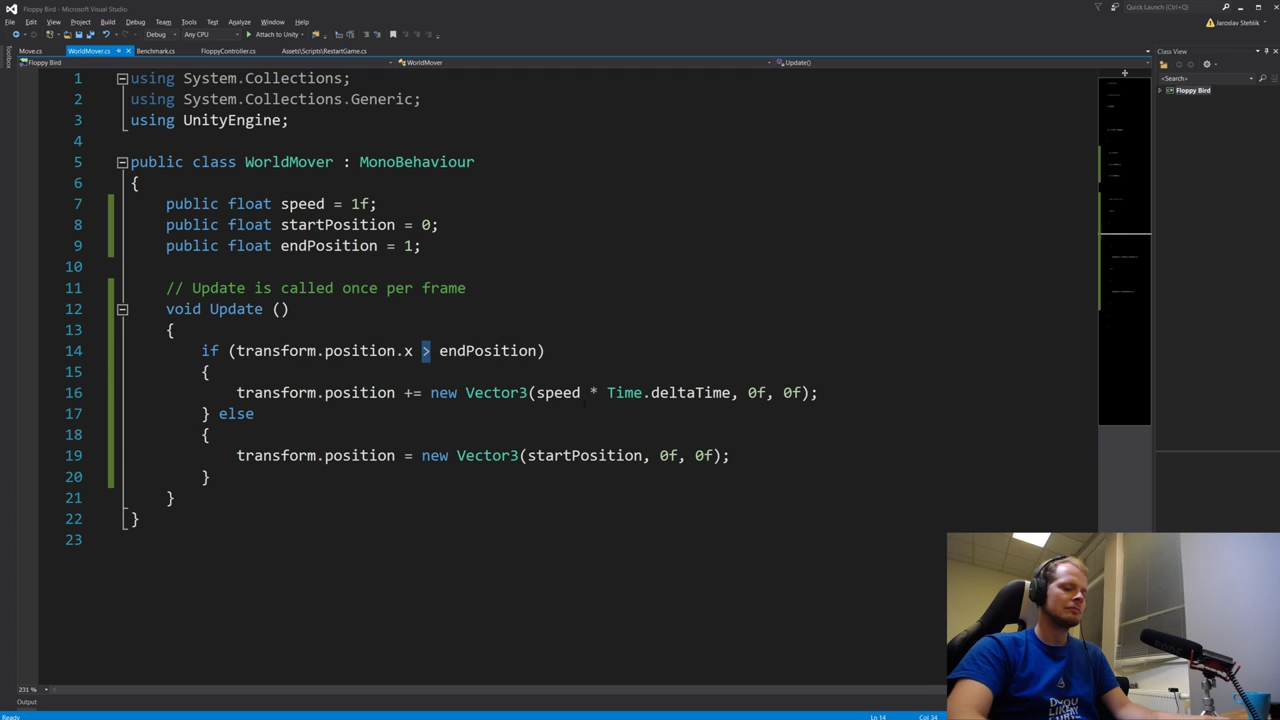 Floppy Bird - Microsoft Visual Studio
Quick Launch (Ctrl+Q)
File Edit View Project Build Debug Team Tools Test Analyze Window Help
Jaroslav Stehlik
Debug Any CPU Attach to Unity
Toolbox
Move.cs WorldMover.cs Benchmark.cs FloppyController.cs Assets\Scripts\RestartGame.cs
Class View
Floppy Bird WorldMover Update()
<Search>
Floppy Bird
1 using System.Collections;
2 using System.Collections.Generic;
3 using UnityEngine;
4
5 public class WorldMover : MonoBehaviour
6 {
7 public float speed = 1f;
8 public float startPosition = 0;
9 public float endPosition = 1;
10
11 // Update is called once per frame
12 void Update ()
13 {
14 if (transform.position.x > endPosition)
15 {
16 transform.position += new Vector3(speed * Time.deltaTime, 0f, 0f);
17 } else
18 {
19 transform.position = new Vector3(startPosition, 0f, 0f);
20 }
21 }
22 }
23
231 %
Output
Ready Ln 14 Col 34